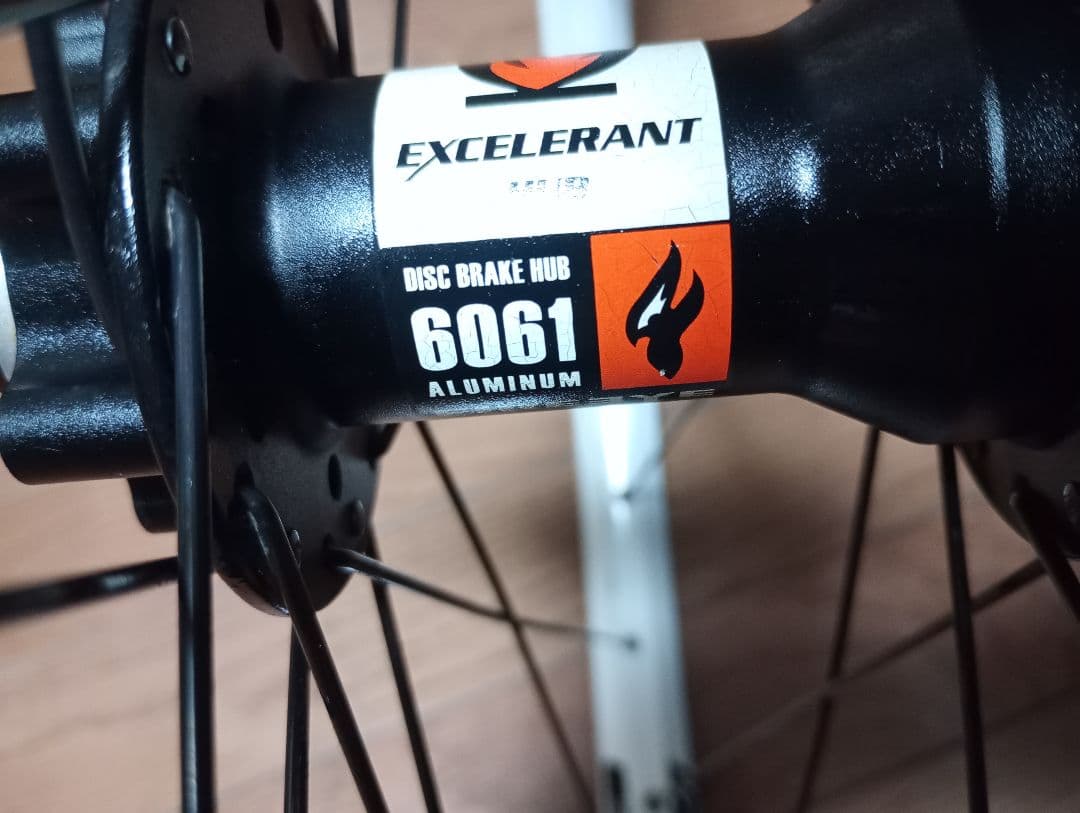 EXCELERANT
DISC BRAKE HUB
6061
ALUMINUM